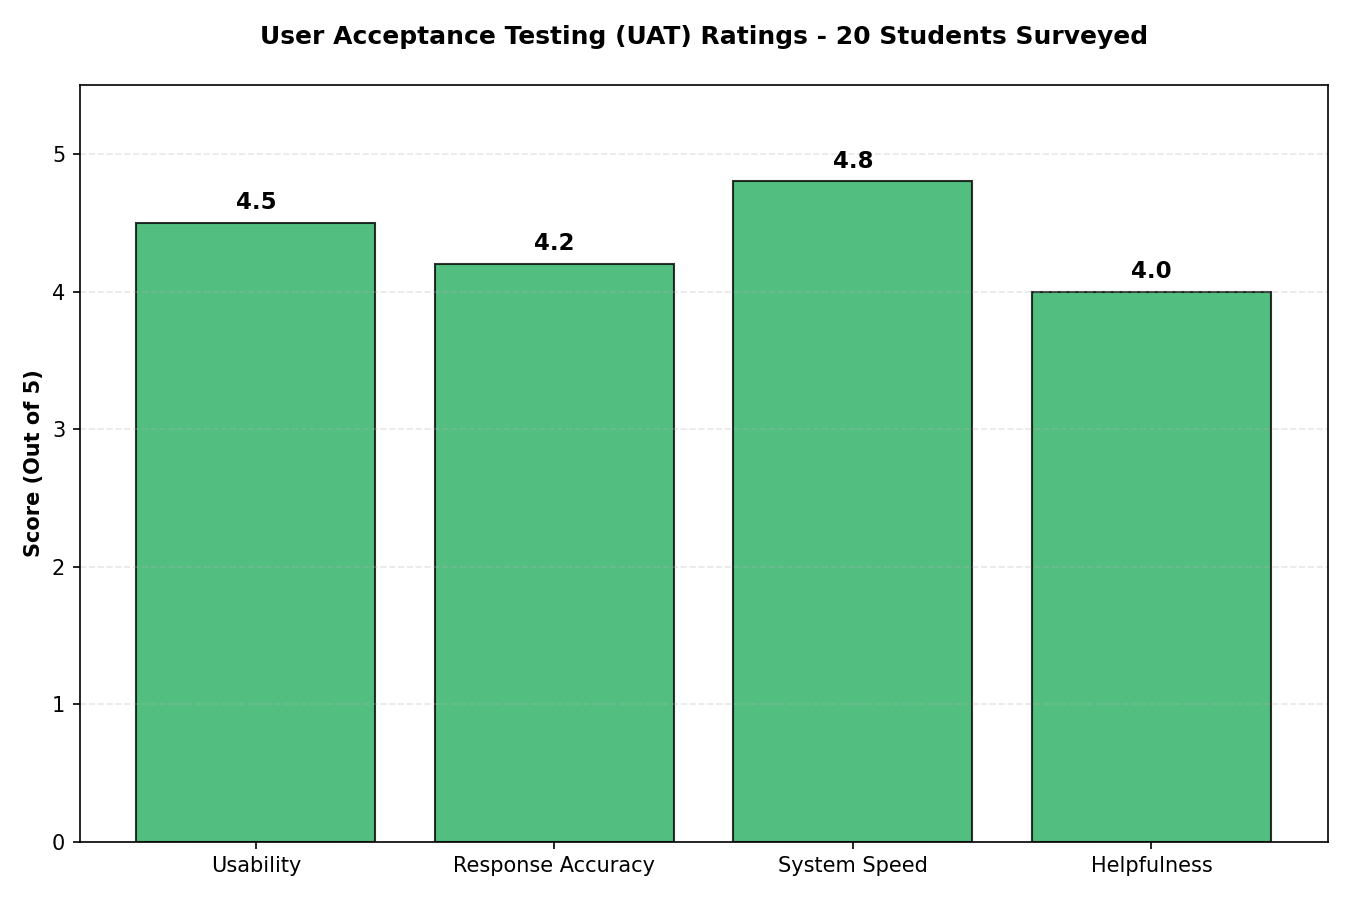 User Acceptance Testing (UAT) Ratings - 20 Students Surveyed
Score (Out of 5)
5
4
3
2
1
0
4.5
4.2
4.8
4.0
Usability
Response Accuracy
System Speed
Helpfulness